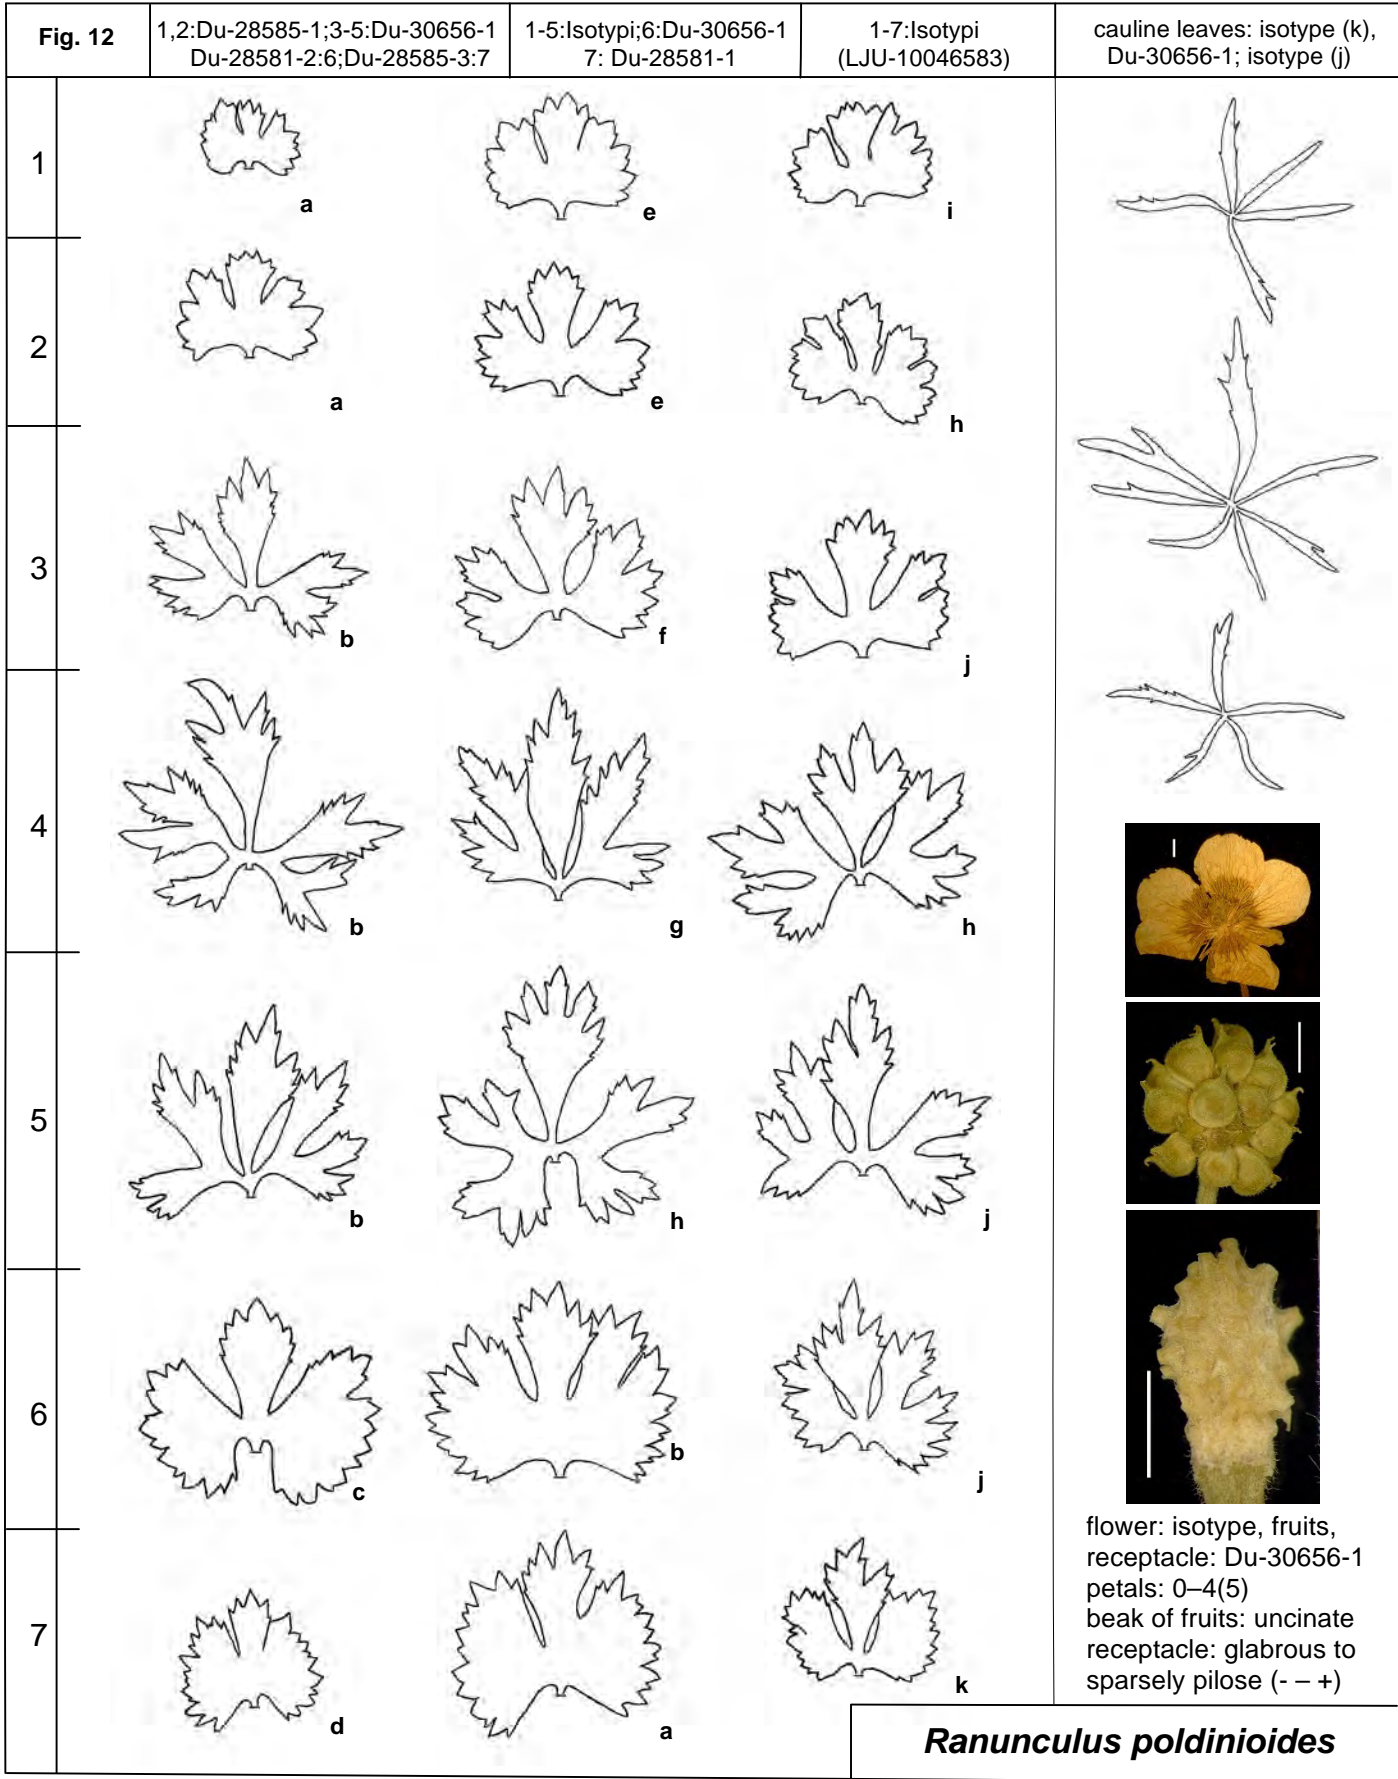 Fig. 12
1,2:Du-28585-1;3-5:Du-30656-1
Du-28581-2:6;Du-28585-3:7
1-5:Isotypi;6:Du-30656-1
7: Du-28581-1
1-7:Isotypi
(LJU-10046583)
cauline leaves: isotype (k),
Du-30656-1; isotype (j)
1
a
e
i
2
a
e
h
3
b
f
j
4
b
g
h
5
b
h
j
6
c
b
j
7
d
a
k
flower: isotype, fruits,
receptacle: Du-30656-1
petals: 0–4(5)
beak of fruits: uncinate
receptacle: glabrous to
sparsely pilose (- – +)
Ranunculus poldinioides